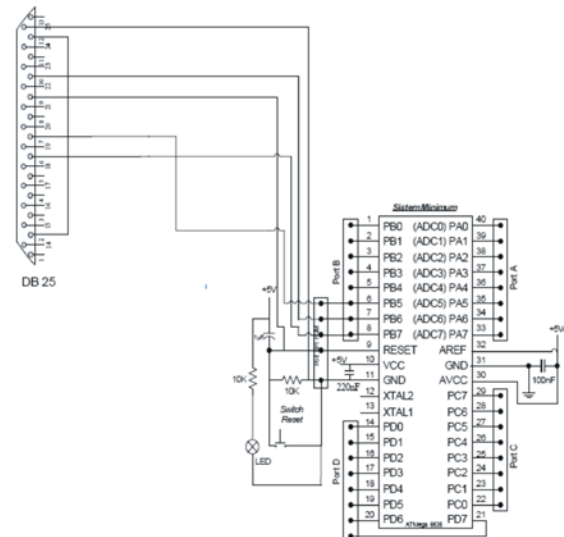 DB 25
Sistem Minimum
1 PB0 (ADC0) PA0 40
2 PB1 (ADC1) PA1 39
3 PB2 (ADC2) PA2 38
4 PB3 (ADC3) PA3 37
5 PB4 (ADC4) PA4 36
6 PB5 (ADC5) PA5 35
7 PB6 (ADC6) PA6 34
8 PB7 (ADC7) PA7 33
9 RESET AREF 32
10 VCC GND 31
11 GND AVCC 30
12 XTAL2 PC7 29
13 XTAL1 PC6 28
14 PD0 PC5 27
15 PD1 PC4 26
16 PD2 PC3 25
17 PD3 PC2 24
18 PD4 PC1 23
19 PD5 PC0 22
20 PD6 PD7 21
Port B
Port A
Port C
Port D
+5V
+5V
+5V
10K
10K
220nF
100nF
Switch
Reset
LED